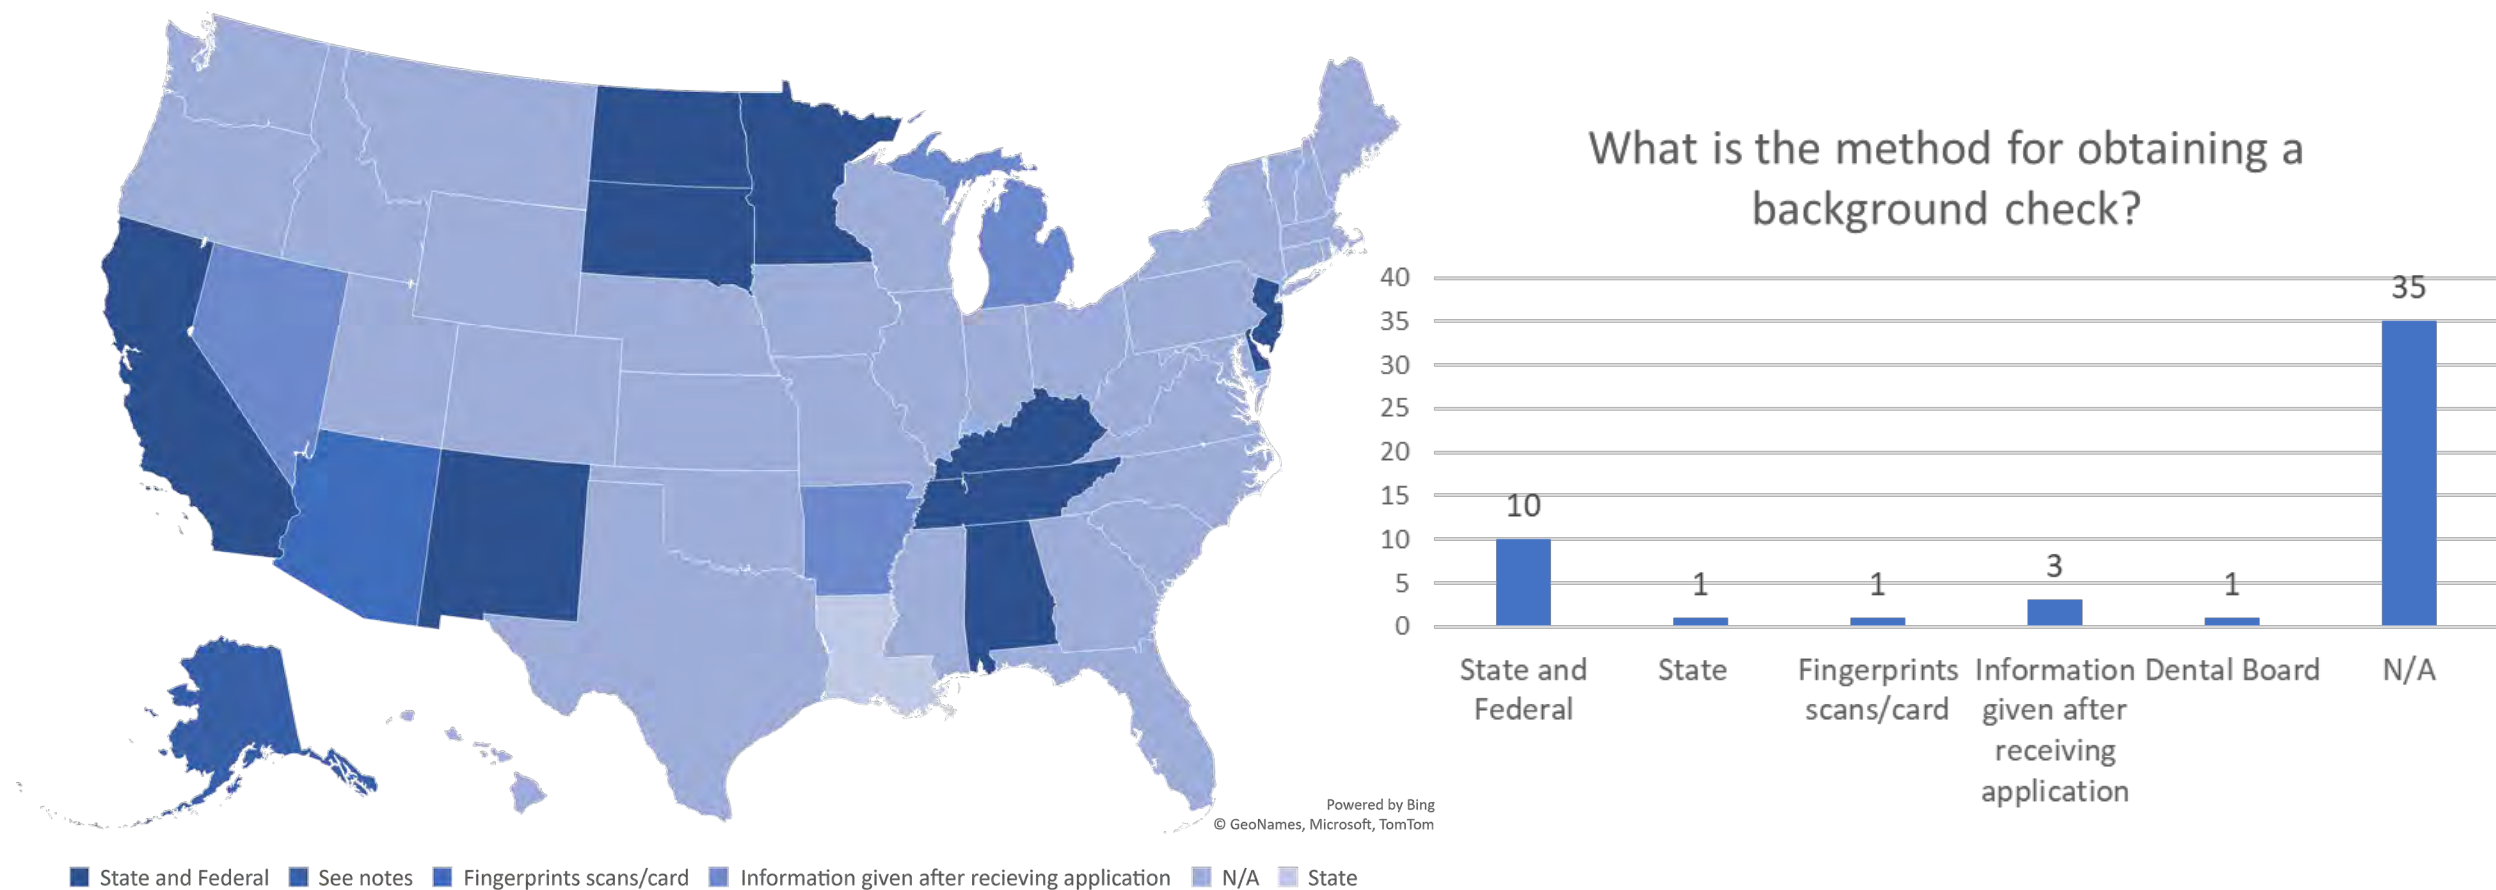 What is the method for obtaining a
background check?
40
35
30
25
20
15
10
5
0
10
1
1
3
1
35
State and
Federal
State
Fingerprints
scans/card
Information
given after
receiving
application
Dental Board
N/A
Powered by Bing
© GeoNames, Microsoft, TomTom
State and Federal
See notes
Fingerprints scans/card
Information given after recieving application
N/A
State